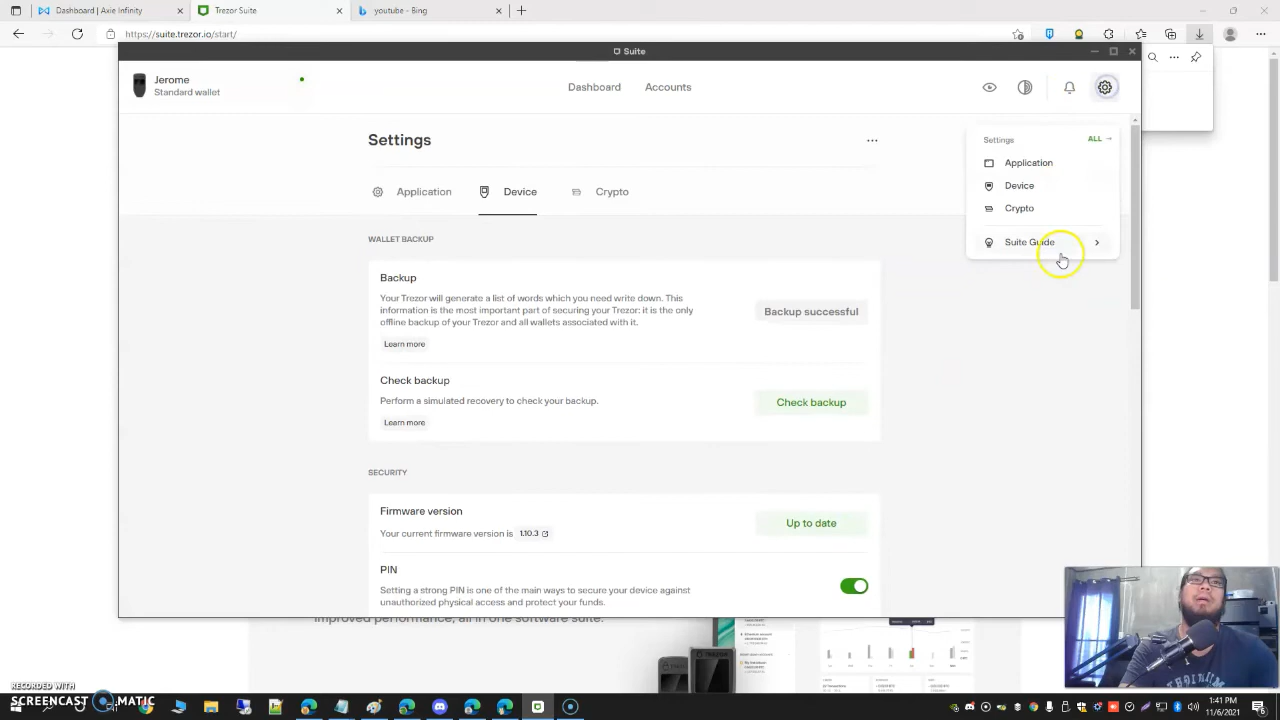 Dashboard | Axie Infinity
Trezor Suite
youtube - Bing
https://suite.trezor.io/start/
Suite
Jerome
Standard wallet
Dashboard
Accounts
Settings
Settings
ALL
Application
Device
Crypto
Suite Guide
Application
Device
Crypto
WALLET BACKUP
Backup
Your Trezor will generate a list of words which you need write down. This
information is the most important part of securing your Trezor: it is the only
offline backup of your Trezor and all wallets associated with it.
Backup successful
Learn more
Check backup
Perform a simulated recovery to check your backup.
Check backup
Learn more
SECURITY
Firmware version
Your current firmware version is 1.10.3
Up to date
PIN
Setting a strong PIN is one of the main ways to secure your device against
unauthorized physical access and protect your funds.
improved performance, all in one software suite.
RECORDED WITH
SCREENCAST MATIC
1:41 PM
11/6/2021